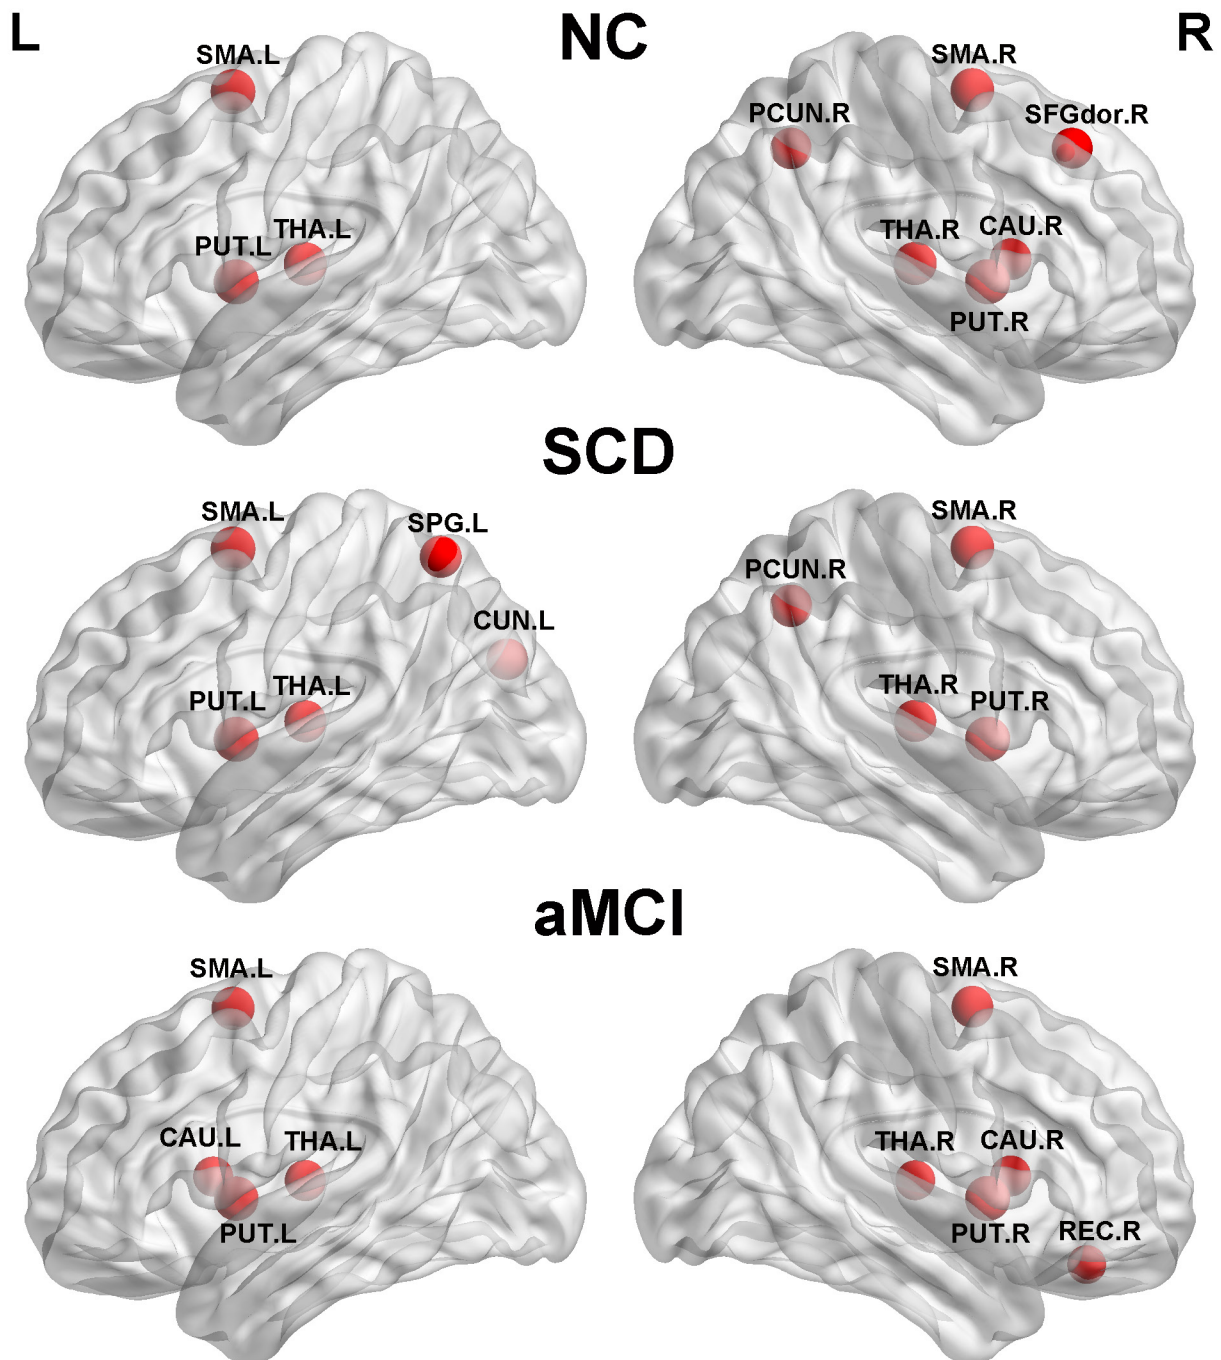 L NC R
SMA.L SMA.R
PCUN.R SFGdor.R
PUT.L THA.L THA.R CAU.R
PUT.R
SCD
SMA.L SPG.L SMA.R
PCUN.R
CUN.L
PUT.L THA.L THA.R PUT.R
aMCI
SMA.L SMA.R
CAU.L THA.L THA.R CAU.R
PUT.L PUT.R REC.R